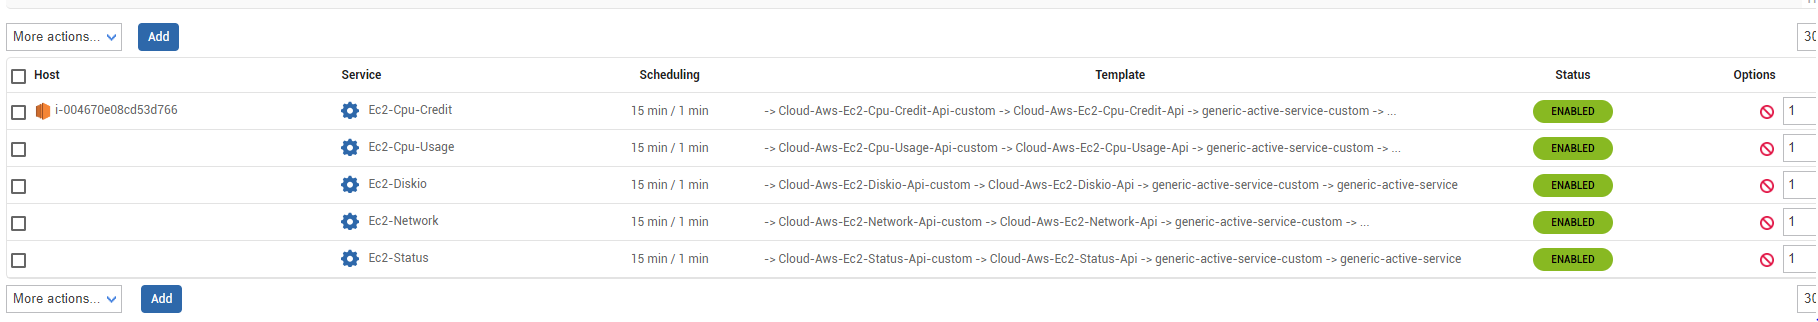 More actions... Add 30
Host Service Scheduling Template Status Options
i-004670e08cd53d766 Ec2-Cpu-Credit 15 min / 1 min -> Cloud-Aws-Ec2-Cpu-Credit-Api-custom -> Cloud-Aws-Ec2-Cpu-Credit-Api -> generic-active-service-custom -> ... ENABLED 1
Ec2-Cpu-Usage 15 min / 1 min -> Cloud-Aws-Ec2-Cpu-Usage-Api-custom -> Cloud-Aws-Ec2-Cpu-Usage-Api -> generic-active-service-custom -> ... ENABLED 1
Ec2-Diskio 15 min / 1 min -> Cloud-Aws-Ec2-Diskio-Api-custom -> Cloud-Aws-Ec2-Diskio-Api -> generic-active-service-custom -> generic-active-service ENABLED 1
Ec2-Network 15 min / 1 min -> Cloud-Aws-Ec2-Network-Api-custom -> Cloud-Aws-Ec2-Network-Api -> generic-active-service-custom -> ... ENABLED 1
Ec2-Status 15 min / 1 min -> Cloud-Aws-Ec2-Status-Api-custom -> Cloud-Aws-Ec2-Status-Api -> generic-active-service-custom -> generic-active-service ENABLED 1
More actions... Add 30